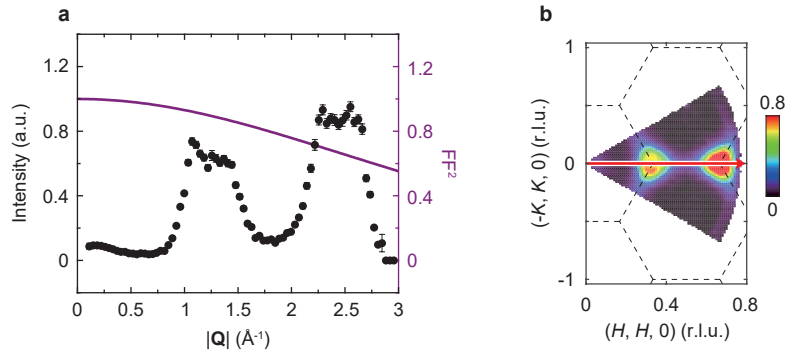 a
1.2
0.8
0.4
0
Intensity (a.u.)
1.2
0.8
0.4
0
FF²
0 0.5 1 1.5 2 2.5 3
|Q| (Å⁻¹)
b
1
0
-1
(-K, K, 0) (r.l.u.)
0 0.4 0.8
(H, H, 0) (r.l.u.)
0.8
0